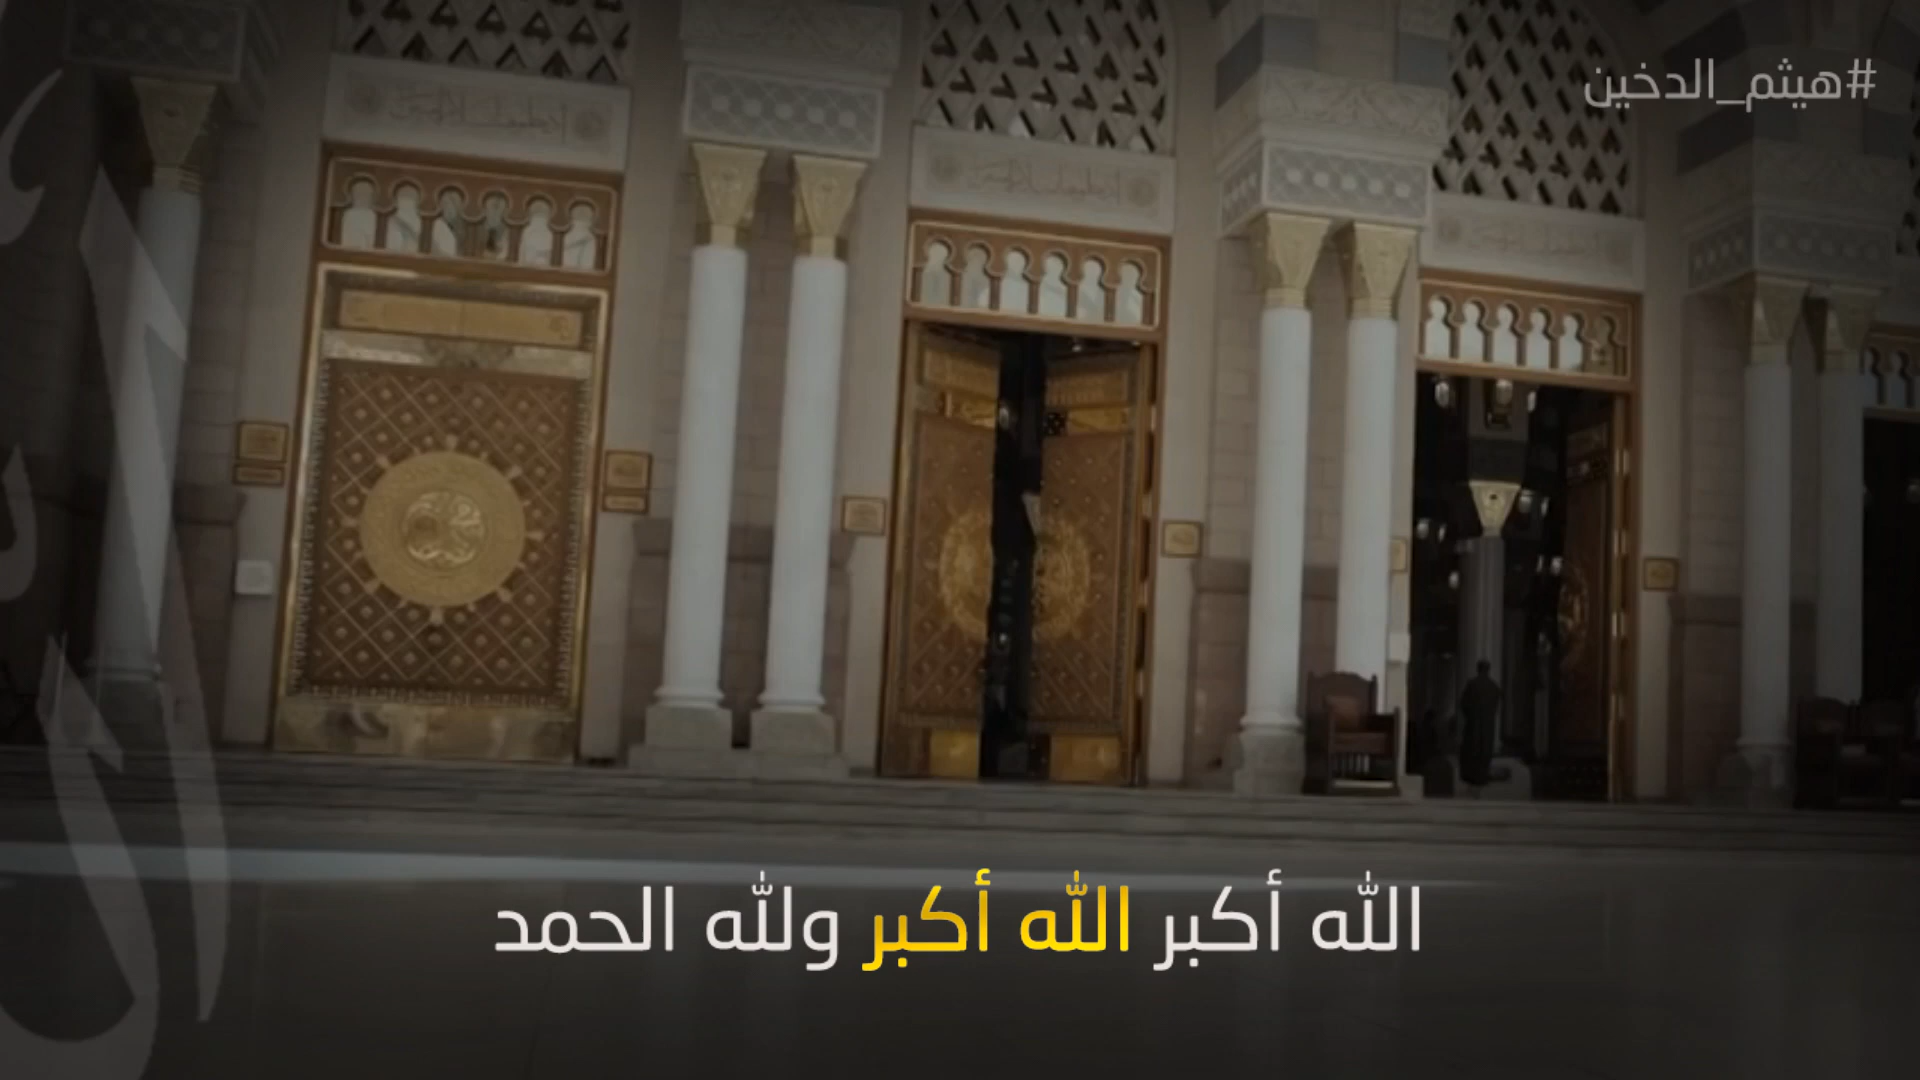 #هيثم_الدخين
الله أكبر الله أكبر ولله الحمد